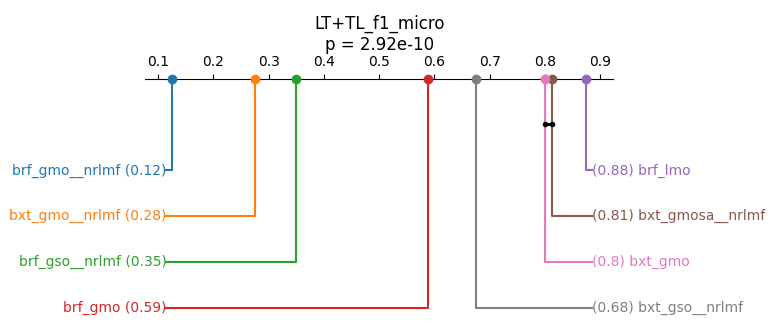 LT+TL_f1_micro
p = 2.92e-10
0.1 0.2 0.3 0.4 0.5 0.6 0.7 0.8 0.9
brf_gmo__nrlmf (0.12) (0.88) brf_lmo
bxt_gmo__nrlmf (0.28) (0.81) bxt_gmosa__nrlmf
brf_gso__nrlmf (0.35) (0.8) bxt_gmo
brf_gmo (0.59) (0.68) bxt_gso__nrlmf